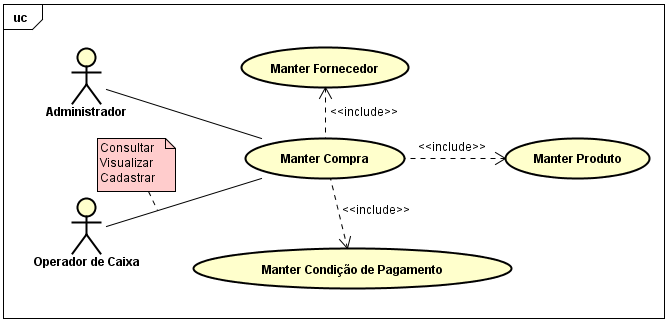 uc
Manter Fornecedor
Administrador
<<include>>
Consultar
Visualizar
Cadastrar
Manter Compra
<<include>>
Manter Produto
<<include>>
Operador de Caixa
Manter Condição de Pagamento